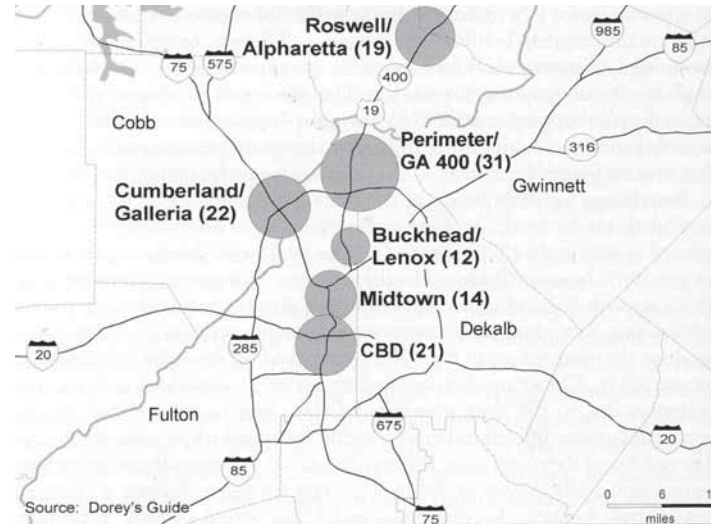 Roswell/
Alpharetta (19)
985
75
575
85
400
19
Cobb
316
Perimeter/
GA 400 (31)
Gwinnett
Cumberland/
Galleria (22)
Buckhead/
Lenox (12)
Midtown (14)
Dekalb
20
285
CBD (21)
Fulton
675
20
85
Source: Dorey's Guide
75
0 6 1
miles